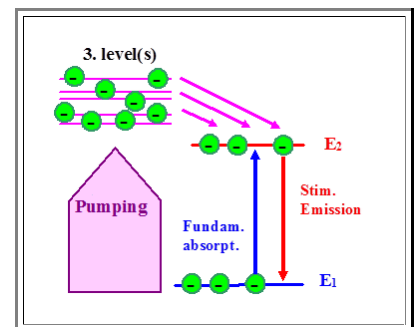 3. level(s)
E2
Stim.
Emission
Pumping
Fundam.
absorpt.
E1